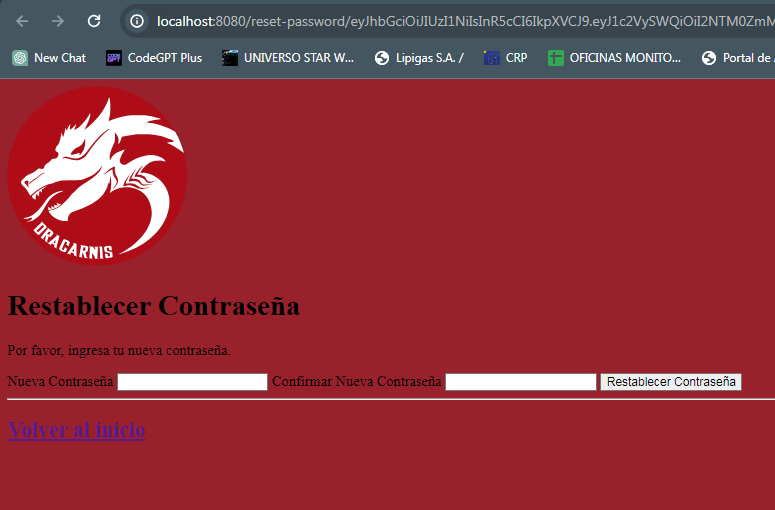 localhost:8080/reset-password/eyJhbGciOiJIUzI1NiIsInR5cCI6IkpXVCJ9.eyJ1c2VySWQiOiI2NTM0ZmM
New Chat CodeGPT Plus UNIVERSO STAR W... Lipigas S.A. / CRP OFICINAS MONITO... Portal de
DRACARNIS
Restablecer Contraseña
Por favor, ingresa tu nueva contraseña.
Nueva Contraseña Confirmar Nueva Contraseña Restablecer Contraseña
Volver al inicio